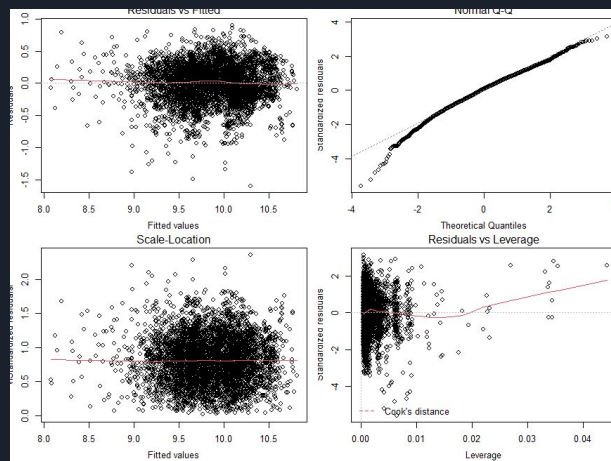 Residuals vs Fitted
Residuals
1.0
0.5
0.0
-0.5
-1.0
-1.5
8.0 8.5 9.0 9.5 10.0 10.5
Fitted values
Normal Q-Q
Standardized residuals
4
2
0
-2
-4
-4 -2 0 2
Theoretical Quantiles
Scale-Location
√Standardized residuals
2.0
1.5
1.0
0.5
0.0
8.0 8.5 9.0 9.5 10.0 10.5
Fitted values
Residuals vs Leverage
Standardized residuals
2
0
-2
-4
Cook's distance
0.00 0.01 0.02 0.03 0.04
Leverage